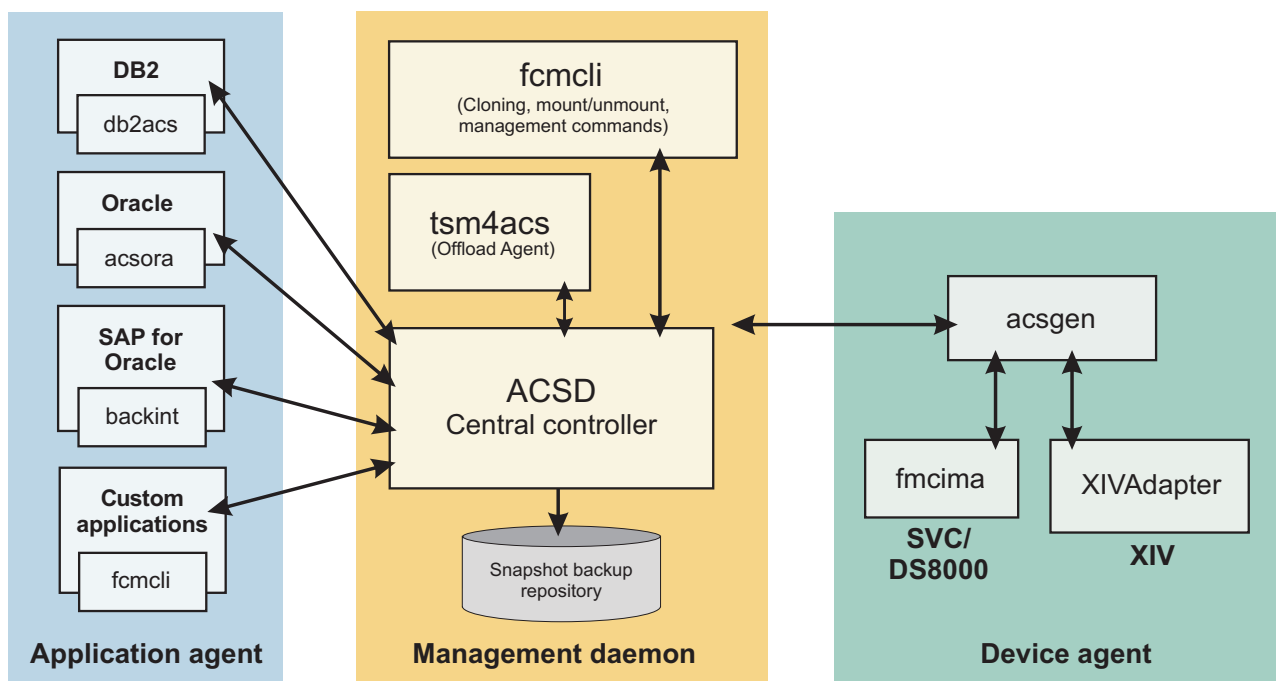 DB2
db2acs
Oracle
acsora
SAP for
Oracle
backint
Custom
applications
fcmcli
Application agent
fcmcli
(Cloning, mount/unmount,
management commands)
tsm4acs
(Offload Agent)
ACSD
Central controller
Snapshot backup
repository
Management daemon
acsgen
fmcima
SVC/
DS8000
XIVAdapter
XIV
Device agent